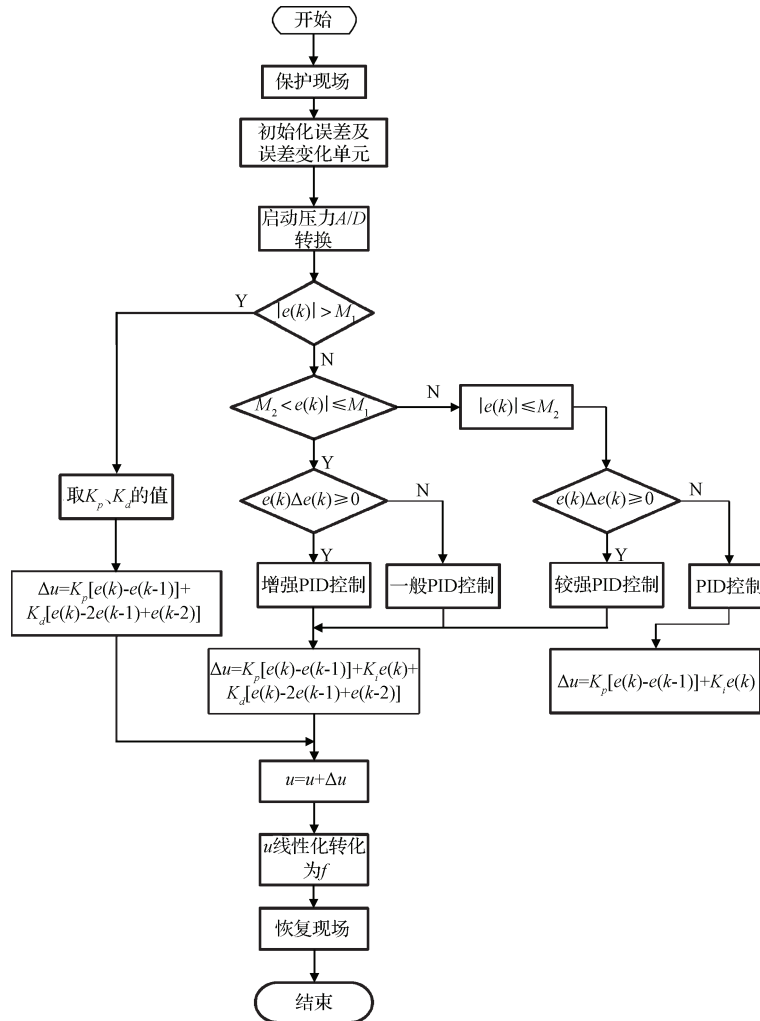 开始
保护现场
初始化误差及
误差变化单元
启动压力A/D
转换
Y
|e(k)|>M₁
N
M₂<e(k)|≤M₁
N
|e(k)|≤M₂
Y
取Kₚ、K_d的值
e(k)Δe(k)≥0
N
e(k)Δe(k)≥0
N
Y
Y
Δu=Kₚ[e(k)-e(k-1)]+
K_d[e(k)-2e(k-1)+e(k-2)]
增强PID控制
一般PID控制
较强PID控制
PID控制
Δu=Kₚ[e(k)-e(k-1)]+Kᵢe(k)+
K_d[e(k)-2e(k-1)+e(k-2)]
Δu=Kₚ[e(k)-e(k-1)]+Kᵢe(k)
u=u+Δu
u线性化转化
为f
恢复现场
结束